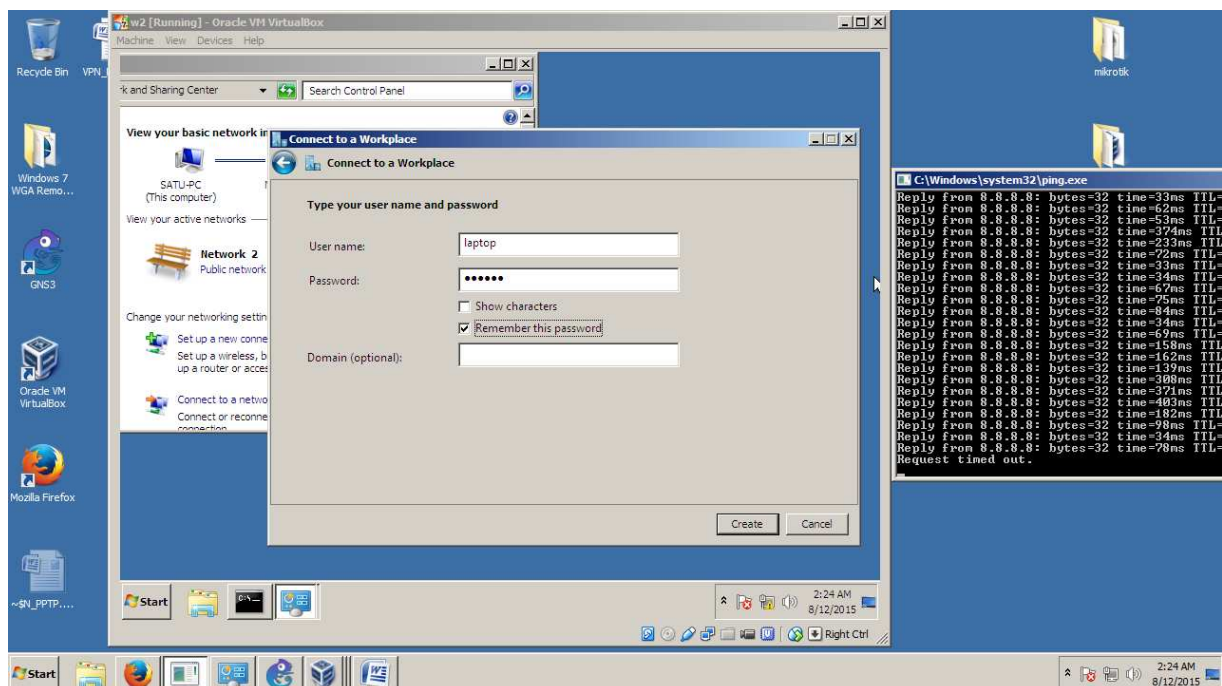 Recycle Bin
Windows 7
WGA Remo...
GNS3
Oracle VM
VirtualBox
Mozilla Firefox
~$N_PPTP....
w2 [Running] - Oracle VM VirtualBox
Machine View Devices Help
rk and Sharing Center
Search Control Panel
View your basic network in
SATU-PC
(This computer)
View your active networks
Network 2
Public network
Change your networking settin
Set up a new conne
Set up a wireless, b
up a router or acces
Connect to a netwo
Connect or reconne
connection
Connect to a Workplace
Connect to a Workplace
Type your user name and password
User name:
laptop
Password:
••••••
Show characters
Remember this password
Domain (optional):
Create
Cancel
Start
2:24 AM
8/12/2015
Right Ctrl
mikrotik
C:\Windows\system32\ping.exe
Reply from 8.8.8.8: bytes=32 time=33ms TTL=
Reply from 8.8.8.8: bytes=32 time=62ms TTL=
Reply from 8.8.8.8: bytes=32 time=53ms TTL=
Reply from 8.8.8.8: bytes=32 time=374ms TTL
Reply from 8.8.8.8: bytes=32 time=233ms TTL
Reply from 8.8.8.8: bytes=32 time=72ms TTL=
Reply from 8.8.8.8: bytes=32 time=33ms TTL=
Reply from 8.8.8.8: bytes=32 time=34ms TTL=
Reply from 8.8.8.8: bytes=32 time=67ms TTL=
Reply from 8.8.8.8: bytes=32 time=75ms TTL=
Reply from 8.8.8.8: bytes=32 time=84ms TTL=
Reply from 8.8.8.8: bytes=32 time=34ms TTL=
Reply from 8.8.8.8: bytes=32 time=69ms TTL=
Reply from 8.8.8.8: bytes=32 time=158ms TTL
Reply from 8.8.8.8: bytes=32 time=162ms TTL
Reply from 8.8.8.8: bytes=32 time=139ms TTL
Reply from 8.8.8.8: bytes=32 time=308ms TTL
Reply from 8.8.8.8: bytes=32 time=371ms TTL
Reply from 8.8.8.8: bytes=32 time=403ms TTL
Reply from 8.8.8.8: bytes=32 time=182ms TTL
Reply from 8.8.8.8: bytes=32 time=98ms TTL=
Reply from 8.8.8.8: bytes=32 time=34ms TTL=
Reply from 8.8.8.8: bytes=32 time=78ms TTL=
Request timed out.
Start
2:24 AM
8/12/2015